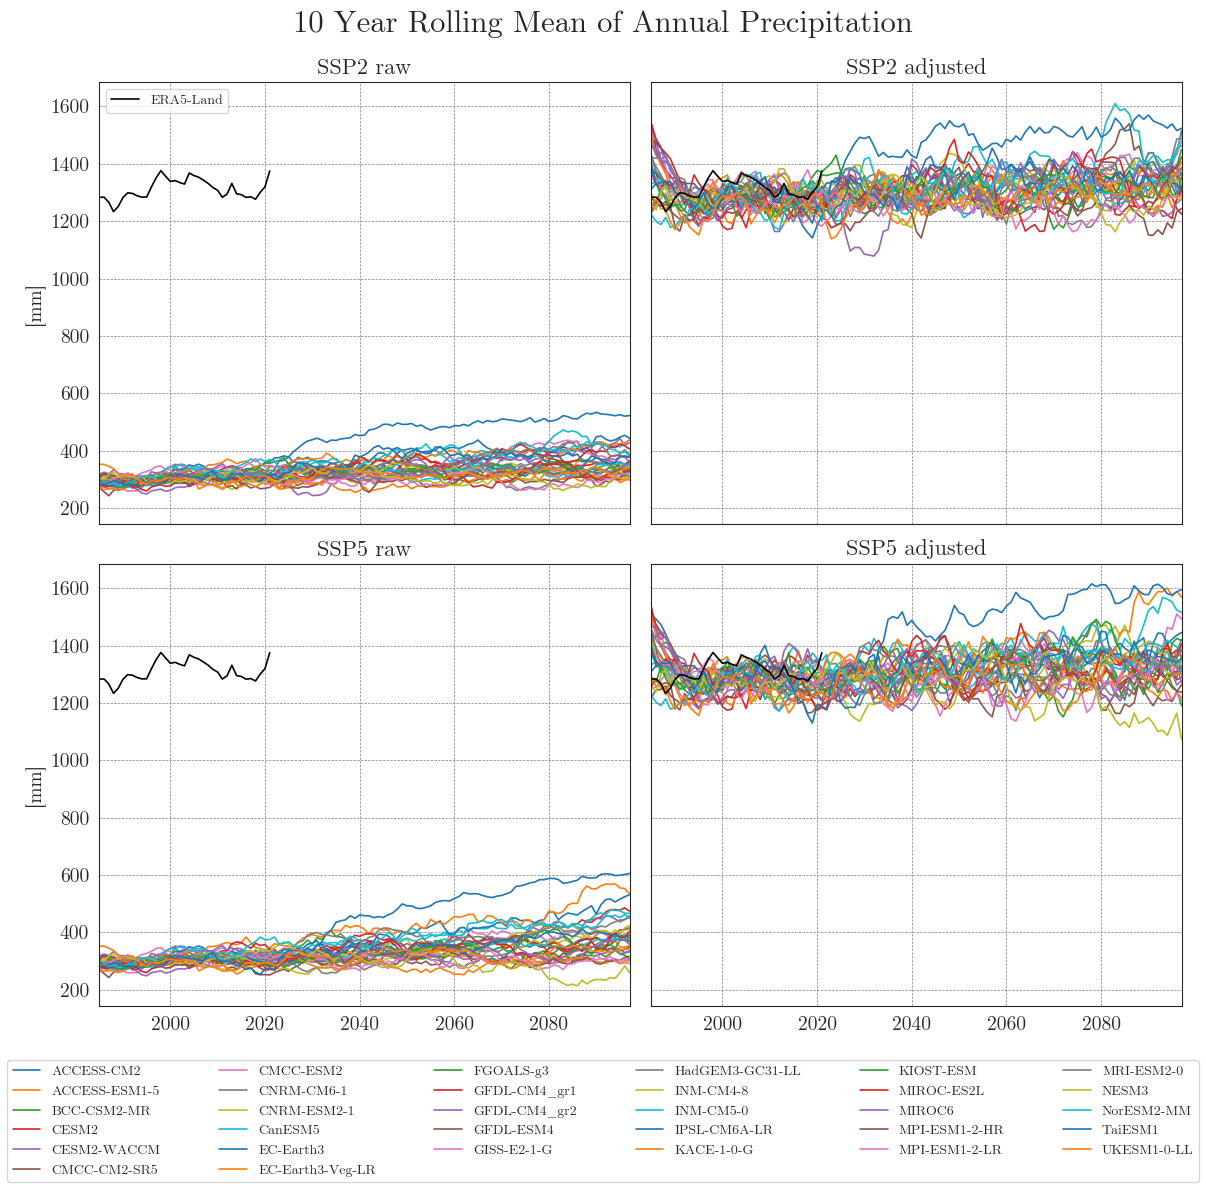 10 Year Rolling Mean of Annual Precipitation
SSP2 raw
SSP2 adjusted
ERA5-Land
1600
1400
1200
1000
800
600
400
200
[mm]
SSP5 raw
SSP5 adjusted
1600
1400
1200
1000
800
600
400
200
[mm]
2000 2020 2040 2060 2080
2000 2020 2040 2060 2080
ACCESS-CM2
ACCESS-ESM1-5
BCC-CSM2-MR
CESM2
CESM2-WACCM
CMCC-CM2-SR5
CMCC-ESM2
CNRM-CM6-1
CNRM-ESM2-1
CanESM5
EC-Earth3
EC-Earth3-Veg-LR
FGOALS-g3
GFDL-CM4_gr1
GFDL-CM4_gr2
GFDL-ESM4
GISS-E2-1-G
HadGEM3-GC31-LL
INM-CM4-8
INM-CM5-0
IPSL-CM6A-LR
KACE-1-0-G
KIOST-ESM
MIROC-ES2L
MIROC6
MPI-ESM1-2-HR
MPI-ESM1-2-LR
MRI-ESM2-0
NESM3
NorESM2-MM
TaiESM1
UKESM1-0-LL